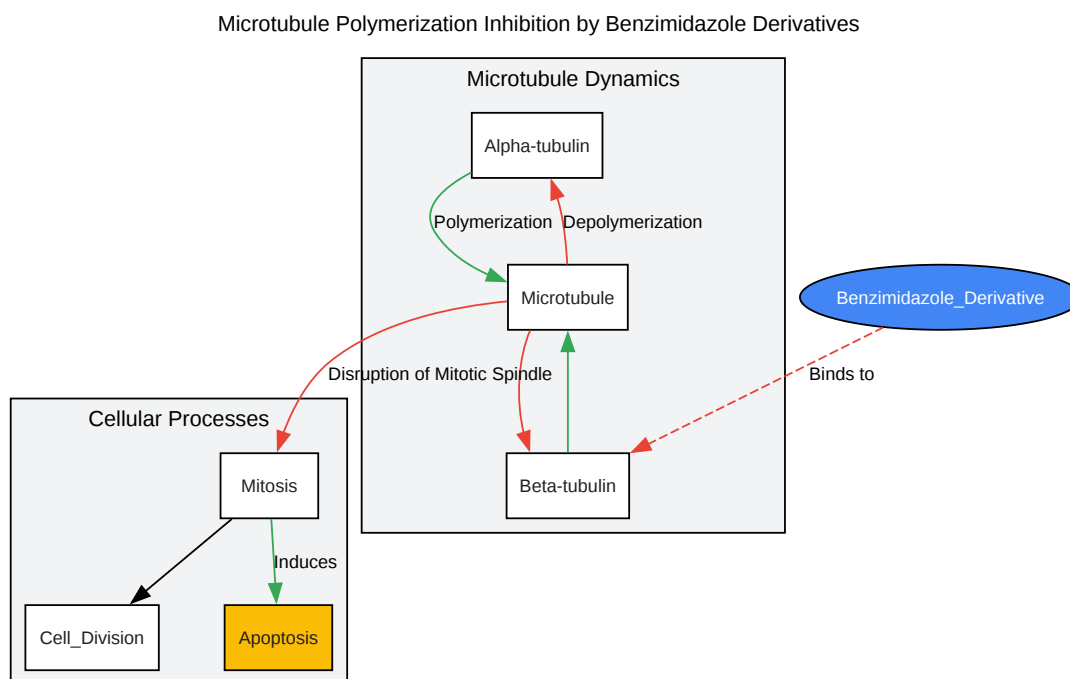 Microtubule Polymerization Inhibition by Benzimidazole Derivatives
Microtubule Dynamics
Alpha-tubulin
Polymerization
Depolymerization
Microtubule
Benzimidazole_Derivative
Disruption of Mitotic Spindle
Binds to
Cellular Processes
Mitosis
Beta-tubulin
Induces
Cell_Division
Apoptosis